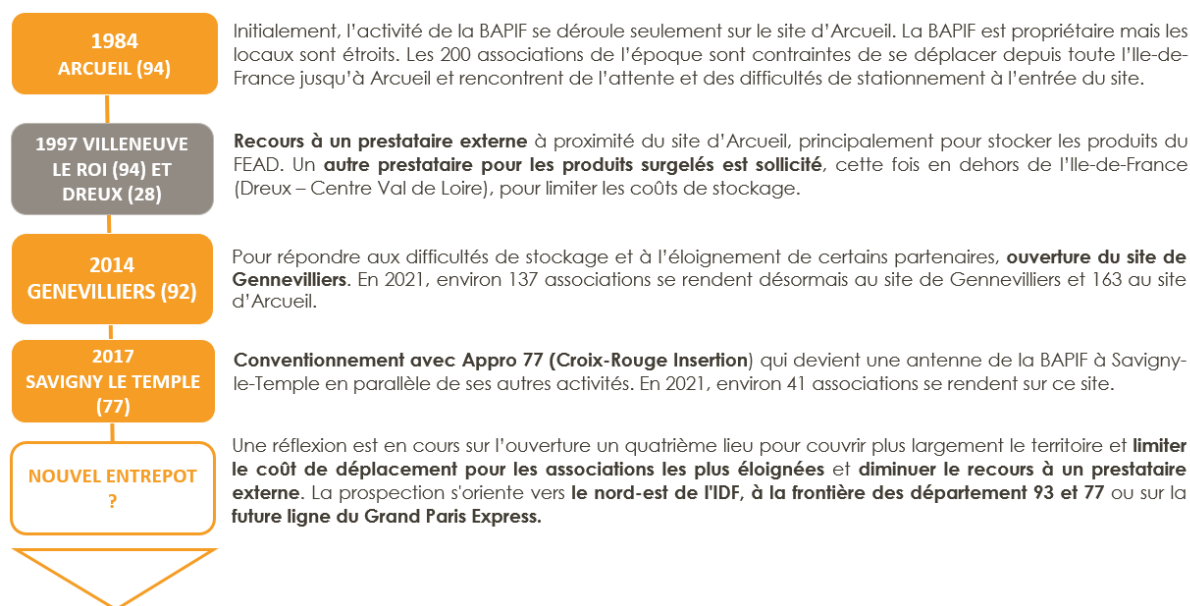 1984
ARCUEIL (94)
Initialement, l'activité de la BAPIF se déroule seulement sur le site d'Arcueil. La BAPIF est propriétaire mais les
locaux sont étroits. Les 200 associations de l'époque sont contraintes de se déplacer depuis toute l'Ile-de-
France jusqu'à Arcueil et rencontrent de l'attente et des difficultés de stationnement à l'entrée du site.
1997 VILLENEUVE
LE ROI (94) ET
DREUX (28)
Recours à un prestataire externe à proximité du site d'Arcueil, principalement pour stocker les produits du
FEAD. Un autre prestataire pour les produits surgelés est sollicité, cette fois en dehors de l'Ile-de-France
(Dreux – Centre Val de Loire), pour limiter les coûts de stockage.
2014
GENEVILLIERS (92)
Pour répondre aux difficultés de stockage et à l'éloignement de certains partenaires, ouverture du site de
Gennevilliers. En 2021, environ 137 associations se rendent désormais au site de Gennevilliers et 163 au site
d'Arcueil.
2017
SAVIGNY LE TEMPLE
(77)
Conventionnement avec Appro 77 (Croix-Rouge Insertion) qui devient une antenne de la BAPIF à Savigny-
le-Temple en parallèle de ses autres activités. En 2021, environ 41 associations se rendent sur ce site.
NOUVEL ENTREPOT
?
Une réflexion est en cours sur l'ouverture un quatrième lieu pour couvrir plus largement le territoire et limiter
le coût de déplacement pour les associations les plus éloignées et diminuer le recours à un prestataire
externe. La prospection s'oriente vers le nord-est de l'IDF, à la frontière des département 93 et 77 ou sur la
future ligne du Grand Paris Express.